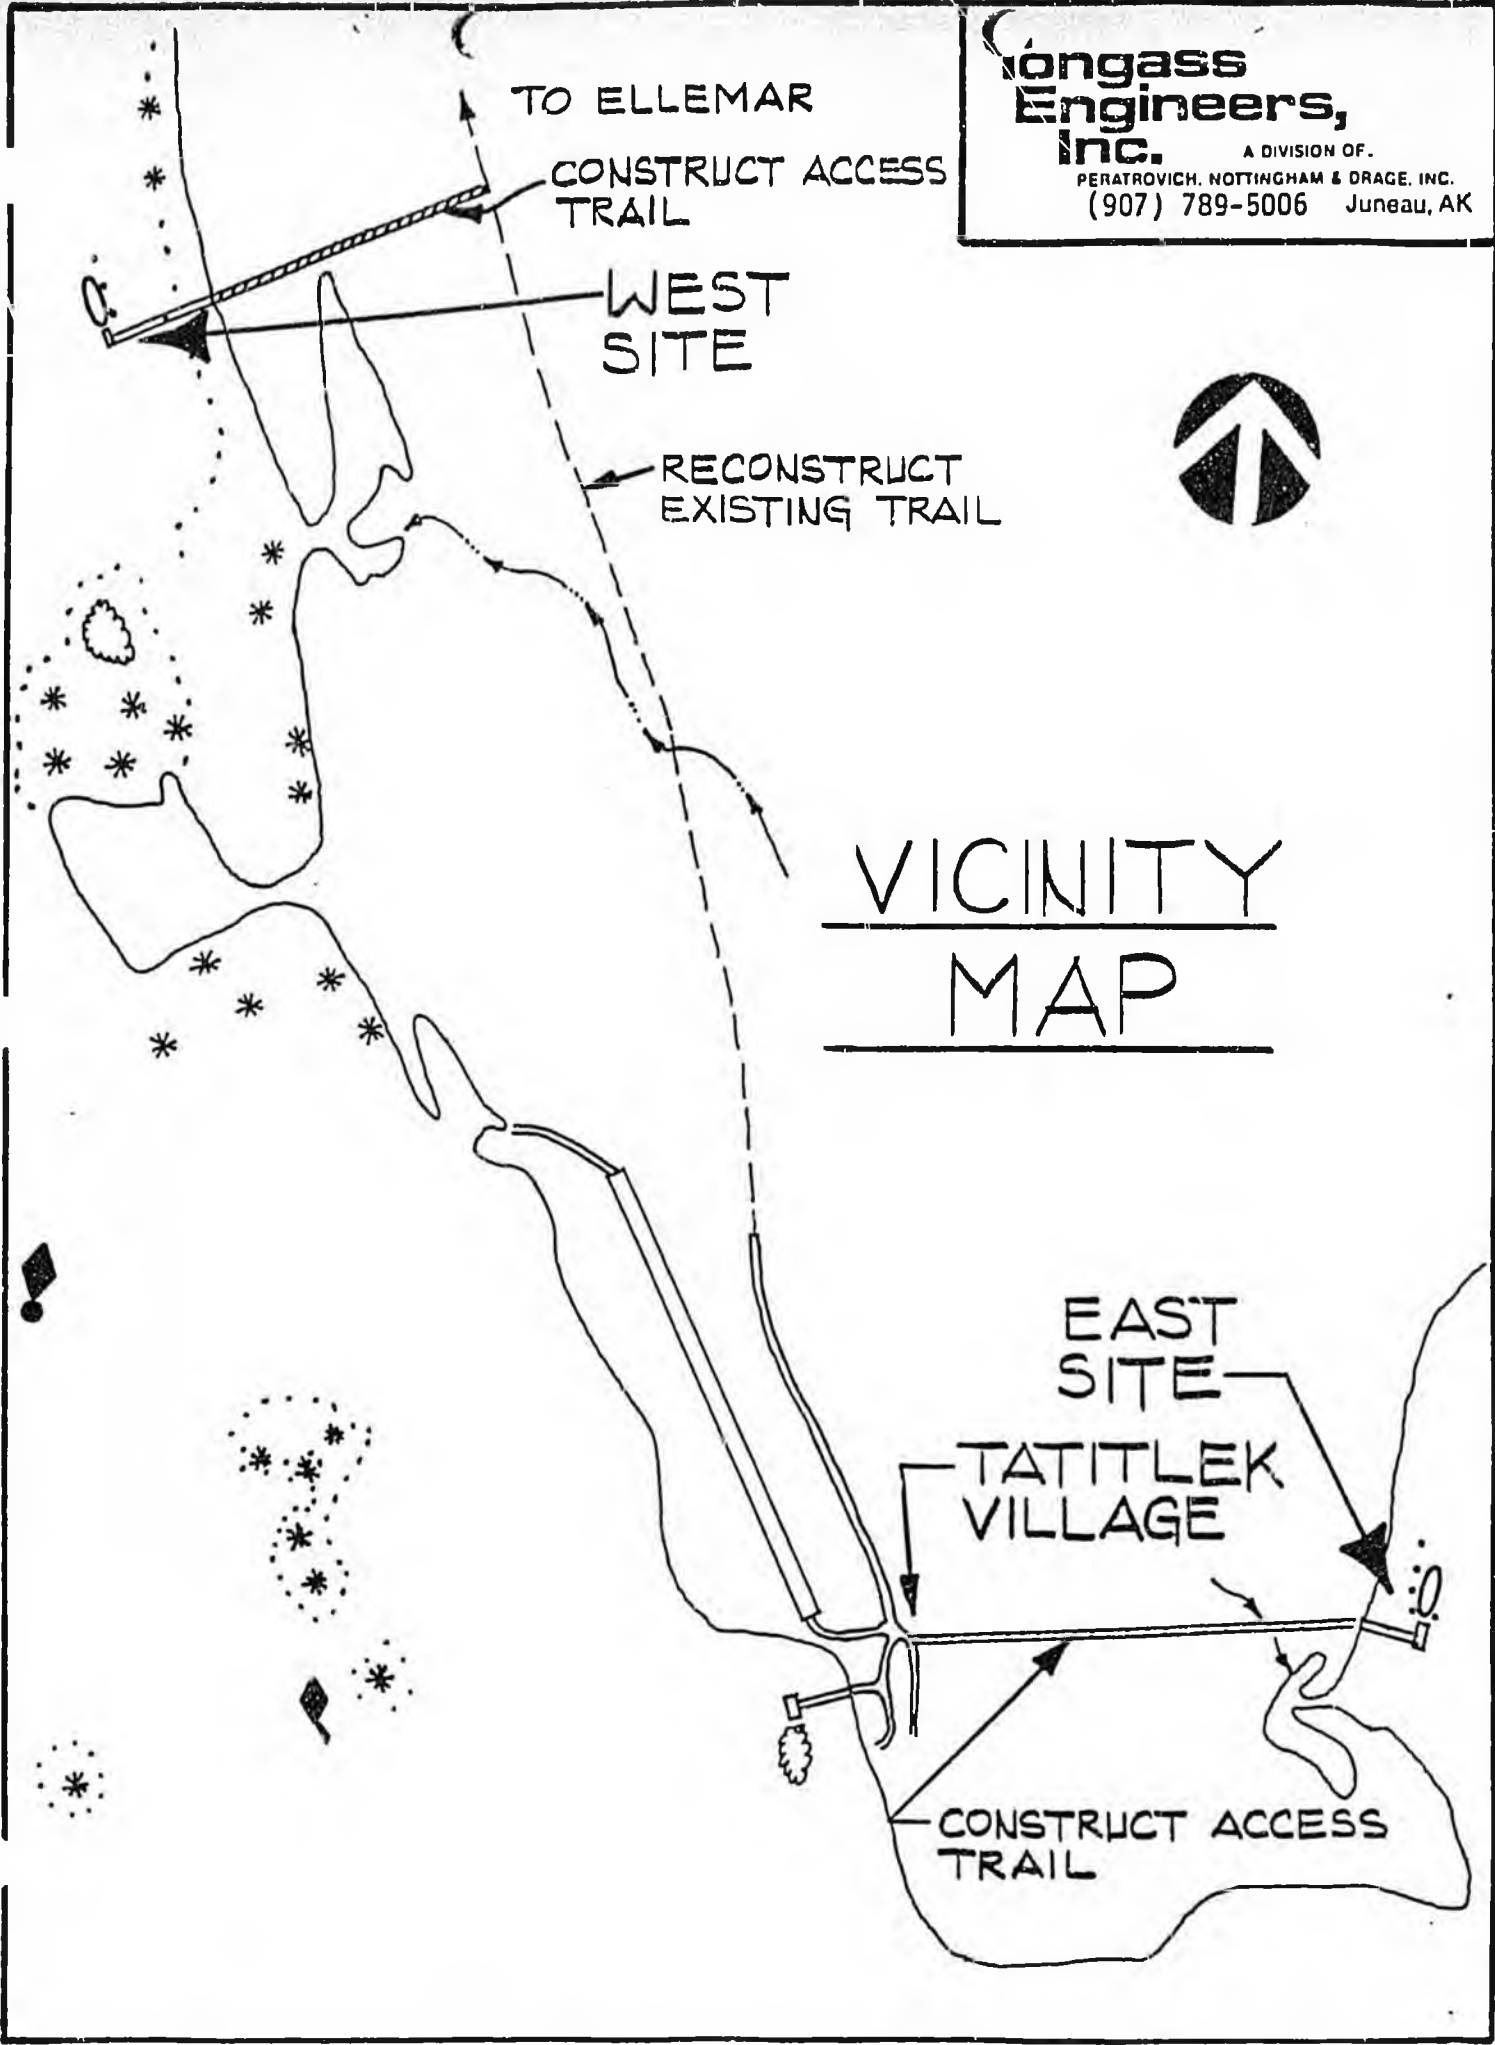 Tongass
Engineers,
Inc.
A DIVISION OF.
PERATROVICH, NOTTINGHAM & DRAGE, INC.
(907) 789-5006 Juneau, AK
TO ELLEMAR
CONSTRUCT ACCESS
TRAIL
WEST
SITE
RECONSTRUCT
EXISTING TRAIL
VICINITY
MAP
EAST
SITE
TATITLEK
VILLAGE
CONSTRUCT ACCESS
TRAIL